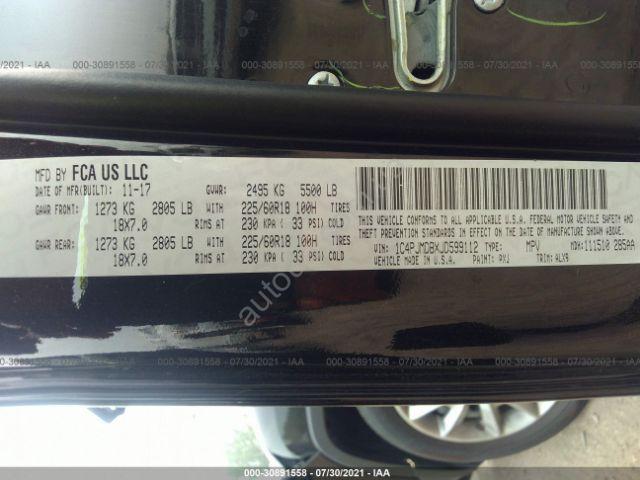 000-30891558 - 07/30/2021 - IAA 000-30891558 - 07/30/2021 - IAA
MFD BY FCA US LLC
DATE OF MFR(BUILT): 11-17 GVWR: 2495 KG 5500 LB
GAWR FRONT: 1273 KG 2805 LB WITH 225/60R18 100H TIRES
18X7.0 RIMS AT 230 KPA ( 33 PSI) COLD
GAWR REAR: 1273 KG 2805 LB WITH 225/60R18 100H TIRES
18X7.0 RIMS AT 230 KPA ( 33 PSI) COLD
THIS VEHICLE CONFORMS TO ALL APPLICABLE U.S.A. FEDERAL MOTOR VEHICLE SAFETY AND
THEFT PREVENTION STANDARDS IN EFFECT ON THE DATE OF MANUFACTURE SHOWN ABOVE.
VIN: 1C4PJMDBXJD599112 TYPE: MPV MDH: 111510 285AA
VEHICLE MADE IN U.S.A. PAINT: PXJ TRIM: ALX9
000-30891558 - 07/30/2021 - IAA 000-30891558 - 07/30/2021 - IAA
000-30891558 - 07/30/2021 - IAA